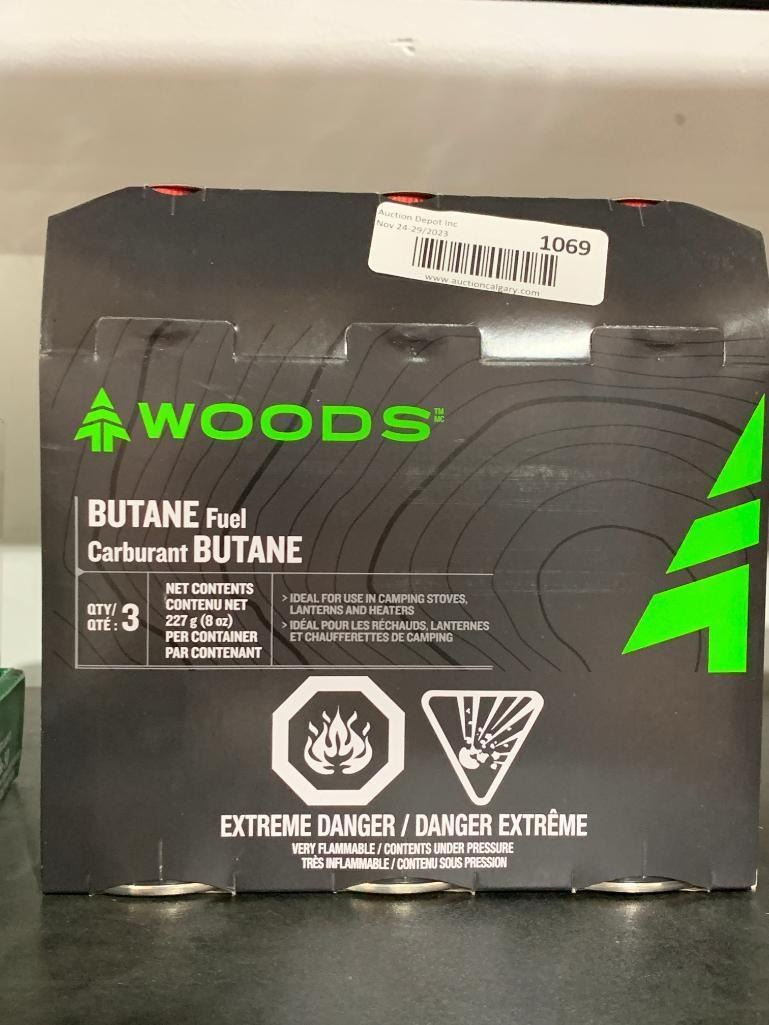 Auction Depot Inc
Nov 24-29/2023
1069
www.auctioncalgary.com
WOODS TM MC
BUTANE Fuel
Carburant BUTANE
QTY/
QTÉ : 3
NET CONTENTS
CONTENU NET
227 g (8 oz)
PER CONTAINER
PAR CONTENANT
> IDEAL FOR USE IN CAMPING STOVES,
LANTERNS AND HEATERS
> IDÉAL POUR LES RÉCHAUDS, LANTERNES
ET CHAUFFERETTES DE CAMPING
EXTREME DANGER / DANGER EXTRÊME
VERY FLAMMABLE / CONTENTS UNDER PRESSURE
TRÈS INFLAMMABLE / CONTENU SOUS PRESSION